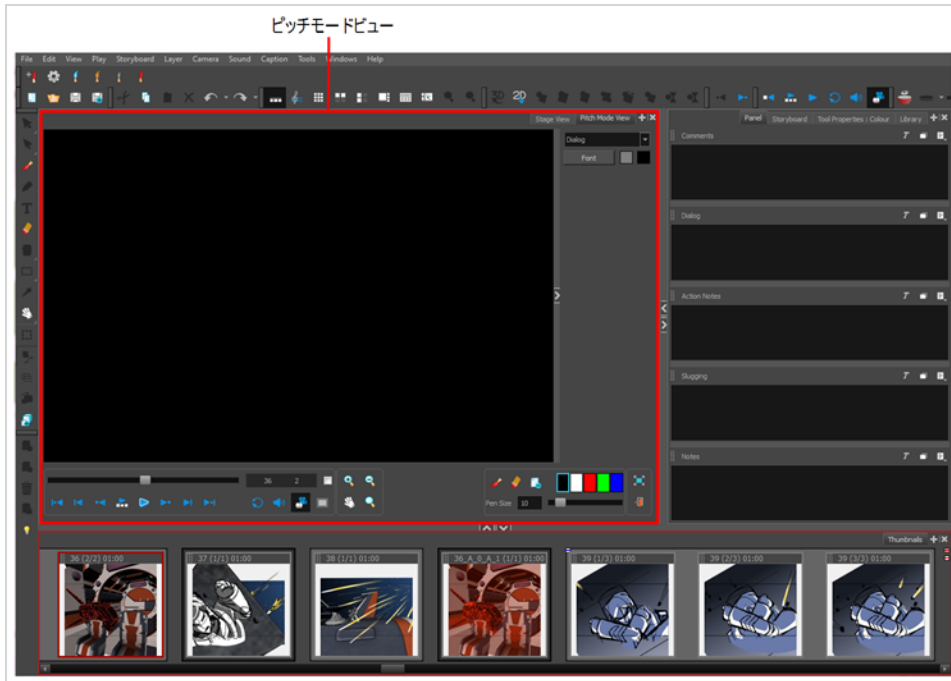 ピッチモードビュー
File Edit View Play Storyboard Layer Camera Sound Caption Tools Windows Help
3D 2D
Stage View Pitch Mode View
Panel Storyboard Tool Properties : Colour Library
Dialog
Font
Comments
Dialog
Action Notes
Slugging
Notes
36 2
Pen Size 10
Thumbnails
36 (2/2) 01:00
37 (1/1) 01:00
38 (1/1) 01:00
36_A_0_A_1 (1/1) 01:00
39 (1/3) 01:00
39 (2/3) 01:00
39 (3/3) 01:00